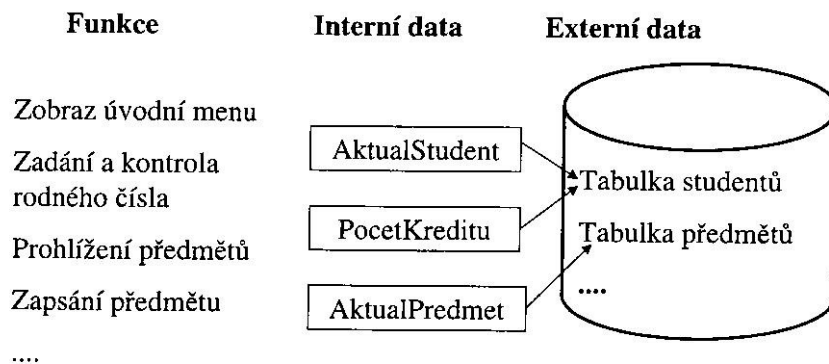 Funkce
Interní data
Externí data
Zobraz úvodní menu
Zadání a kontrola
rodného čísla
Prohlížení předmětů
Zapsání předmětu
....
AktualStudent
PocetKreditu
AktualPredmet
Tabulka studentů
Tabulka předmětů
....